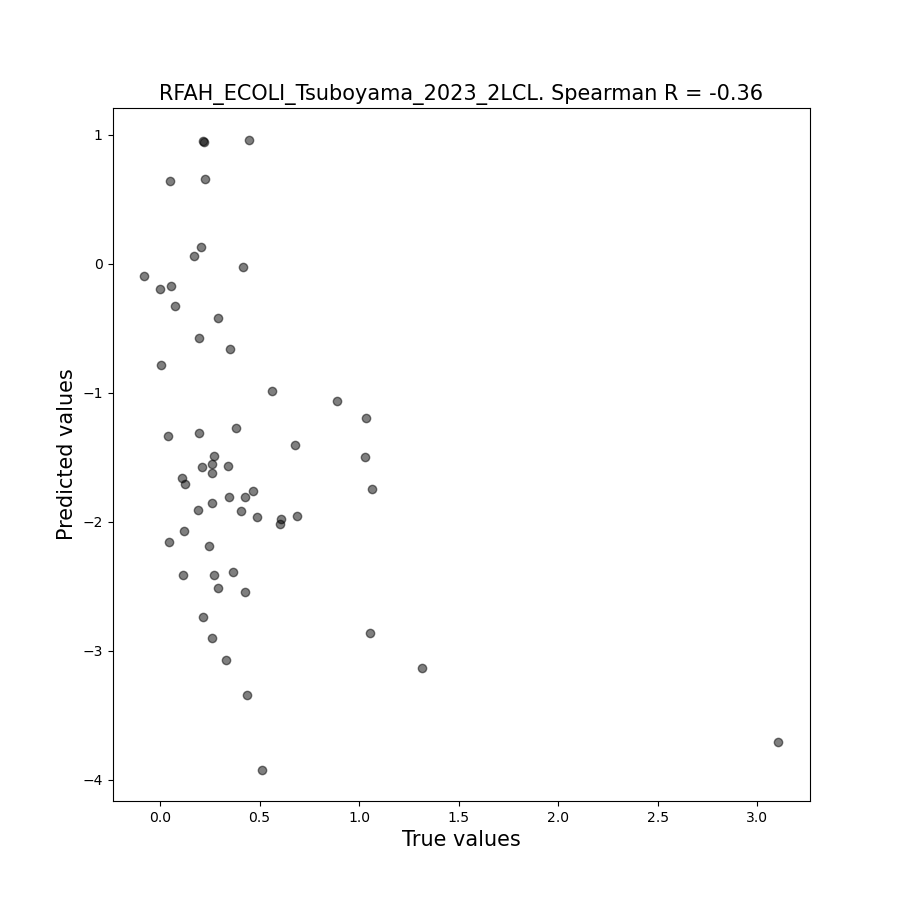 RFAH_ECOLI_Tsuboyama_2023_2LCL. Spearman R = -0.36
1
0
−1
−2
−3
−4
Predicted values
0.0 0.5 1.0 1.5 2.0 2.5 3.0
True values